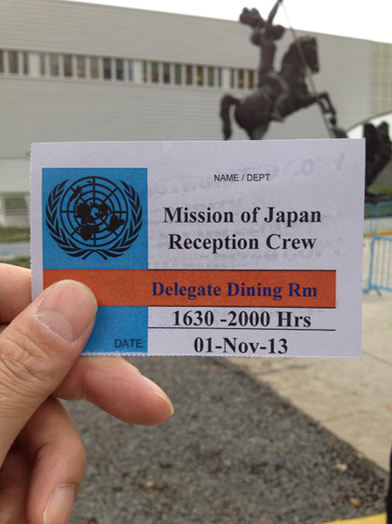 NAME / DEPT
Mission of Japan
Reception Crew
Delegate Dining Rm
1630 -2000 Hrs
DATE: 01-Nov-13